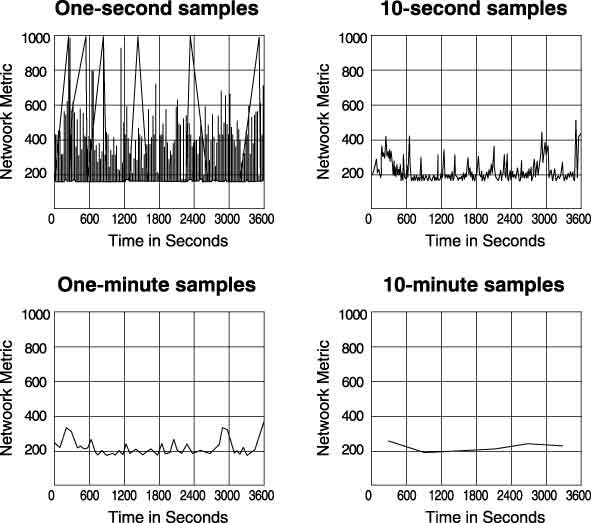 One-second samples
1000
800
600
400
200
0 600 1200 1800 2400 3000 3600
Netwoork Metric
Time in Seconds
10-second samples
1000
800
600
400
200
0 600 1200 1800 2400 3000 3600
Netwoork Metric
Time in Seconds
One-minute samples
1000
800
600
400
200
0 600 1200 1800 2400 3000 3600
Netwoork Metric
Time in Seconds
10-minute samples
1000
800
600
400
200
0 600 1200 1800 2400 3000 3600
Netwoork Metric
Time in Seconds